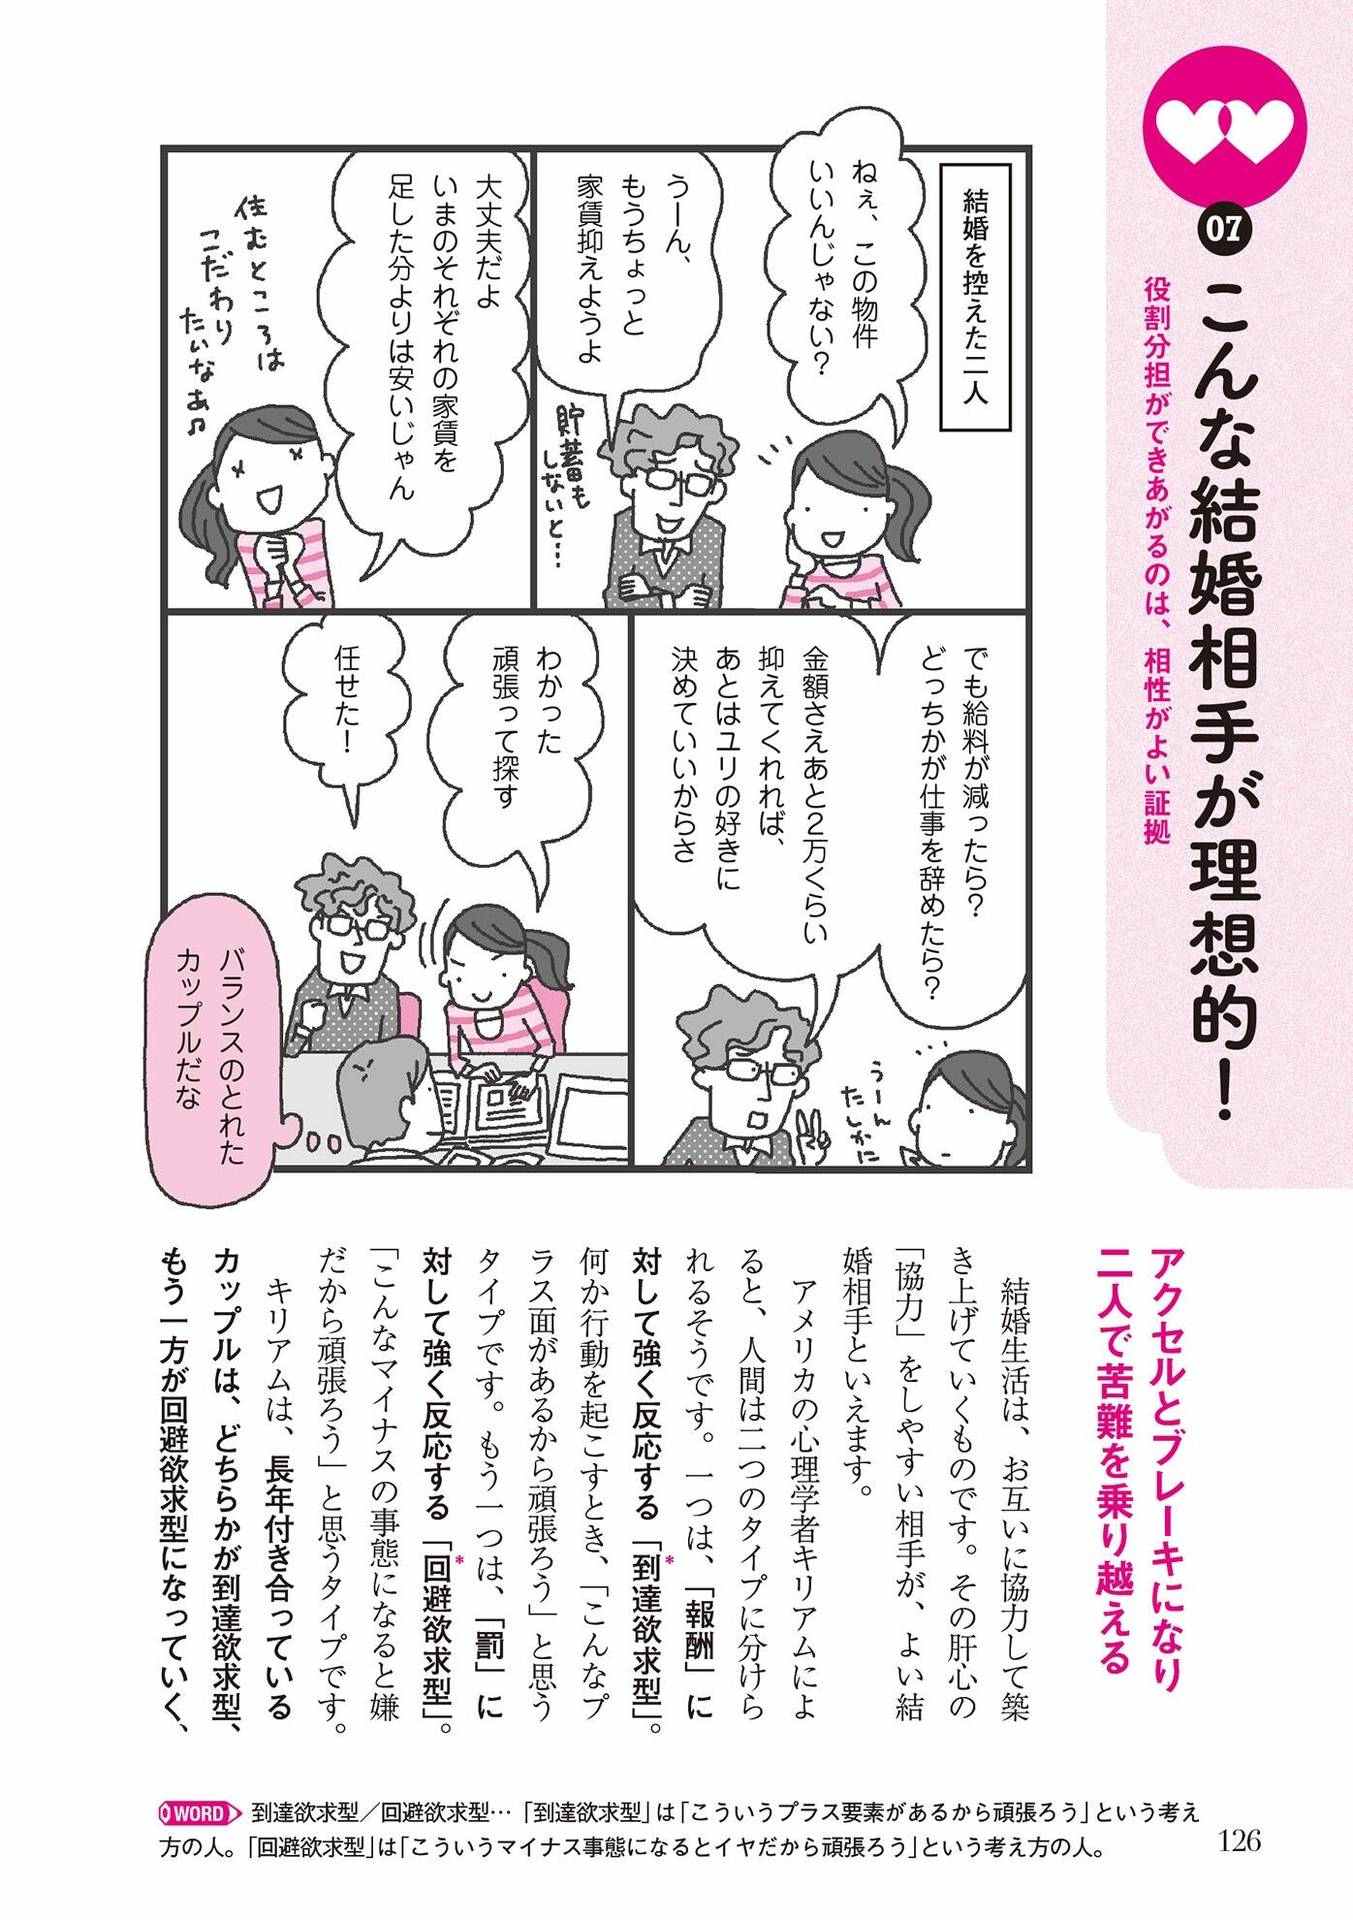 07
こんな結婚相手が理想的！
役割分担ができあがるのは、相性がよい証拠
結婚を控えた二人
ねぇ、この物件
いいんじゃない？
うーん、
もうちょっと
家賃抑えようよ
貯蓄も
しないと…
大丈夫だよ
いまのそれぞれの家賃を
足した分よりは安いじゃん
住むところは
こだわり
たいなあ♫
でも給料が減ったら？
どっちかが仕事を辞めたら？
金額さえあと2万くらい
抑えてくれれば、
あとはユリの好きに
決めていいからさ
うーん
たしかに
わかった
頑張って探す
任せた！
バランスのとれた
カップルだな
アクセルとブレーキになり
二人で苦難を乗り越える
結婚生活は、お互いに協力して築
き上げていくものです。その肝心の
「協力」をしやすい相手が、よい結
婚相手といえます。
アメリカの心理学者キリアムによ
ると、人間は二つのタイプに分けら
れるそうです。一つは、「報酬」に
対して強く反応する「到達欲求型*」。
何か行動を起こすとき、「こんなプ
ラス面があるから頑張ろう」と思う
タイプです。もう一つは、「罰」に
対して強く反応する「回避欲求型*」。
「こんなマイナスの事態になると嫌
だから頑張ろう」と思うタイプです。
キリアムは、長年付き合っている
カップルは、どちらかが到達欲求型、
もう一方が回避欲求型になっていく、
WORD 到達欲求型／回避欲求型…「到達欲求型」は「こういうプラス要素があるから頑張ろう」という考え
方の人。「回避欲求型」は「こういうマイナス事態になるとイヤだから頑張ろう」という考え方の人。
126